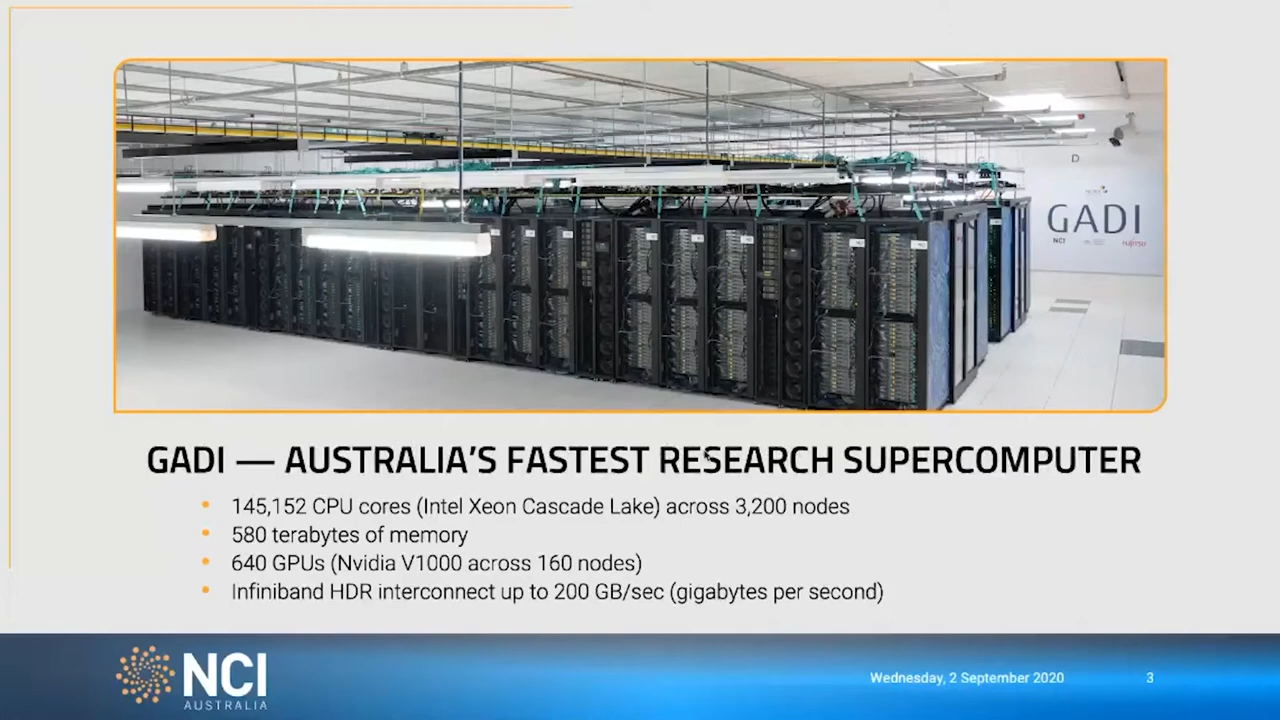 D
GADI
NCI
FUJITSU
GADI — AUSTRALIA'S FASTEST RESEARCH SUPERCOMPUTER
• 145,152 CPU cores (Intel Xeon Cascade Lake) across 3,200 nodes
• 580 terabytes of memory
• 640 GPUs (Nvidia V1000 across 160 nodes)
• Infiniband HDR interconnect up to 200 GB/sec (gigabytes per second)
NCI
AUSTRALIA
Wednesday, 2 September 2020 3